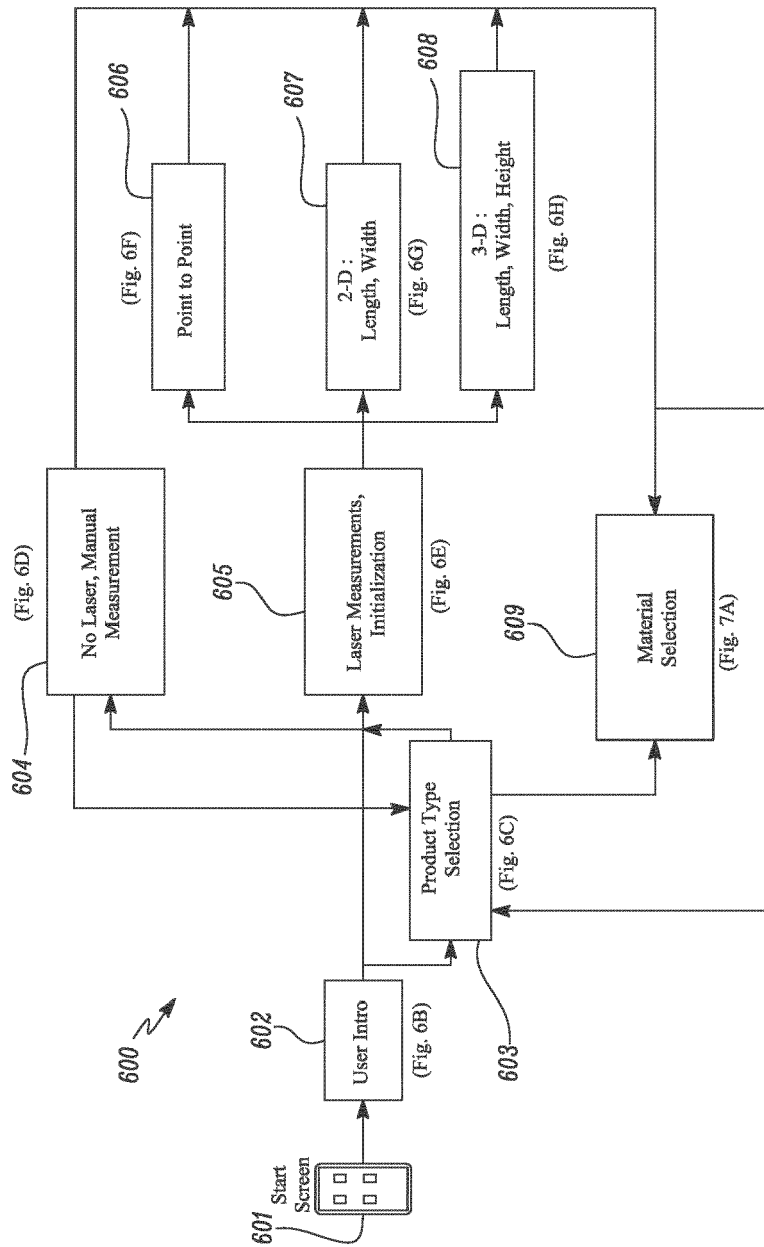 600
601
Start
Screen
602
User Intro
(Fig. 6B)
603
Product Type
Selection
(Fig. 6C)
604
(Fig. 6D)
No Laser, Manual
Measurement
605
Laser Measurements,
Initialization
(Fig. 6E)
606
(Fig. 6F)
Point to Point
607
2-D :
Length, Width
(Fig. 6G)
608
3-D :
Length, Width, Height
(Fig. 6H)
609
Material
Selection
(Fig. 7A)